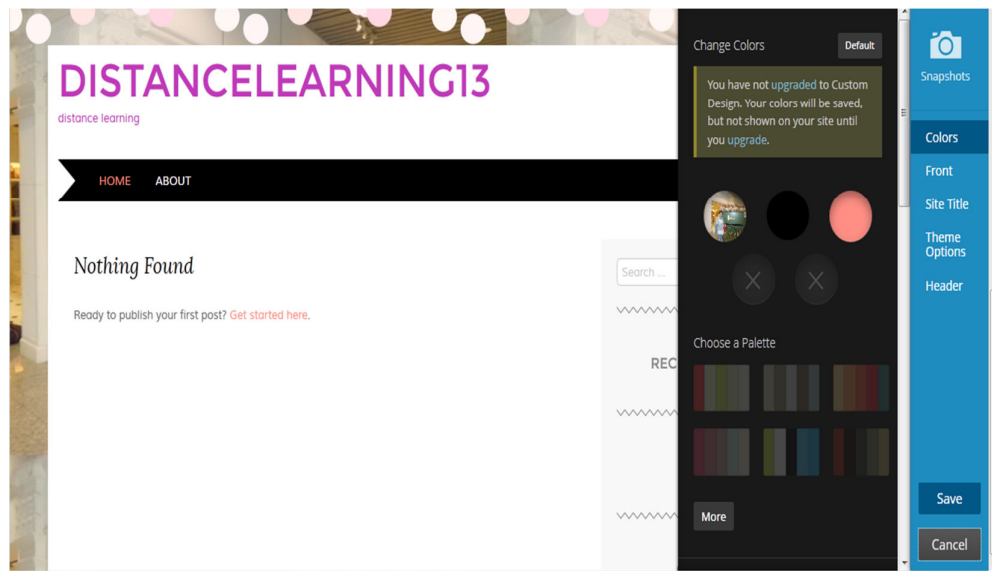 DISTANCELEARNING13
distance learning
HOME ABOUT
Nothing Found
Ready to publish your first post? Get started here.
Search ...
REC
Change Colors
Default
You have not upgraded to Custom
Design. Your colors will be saved,
but not shown on your site until
you upgrade.
Choose a Palette
More
Snapshots
Colors
Front
Site Title
Theme
Options
Header
Save
Cancel